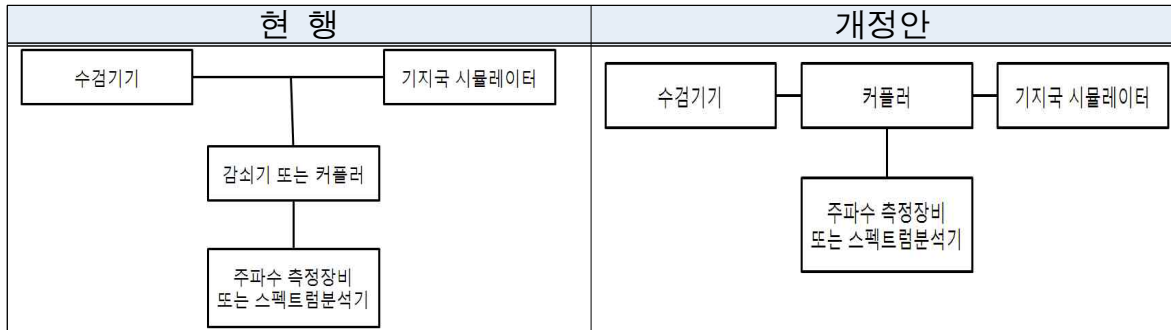 현 행
개정안
수검기기
기지국 시뮬레이터
감쇠기 또는 커플러
주파수 측정장비
또는 스펙트럼분석기
수검기기
커플러
기지국 시뮬레이터
주파수 측정장비
또는 스펙트럼분석기